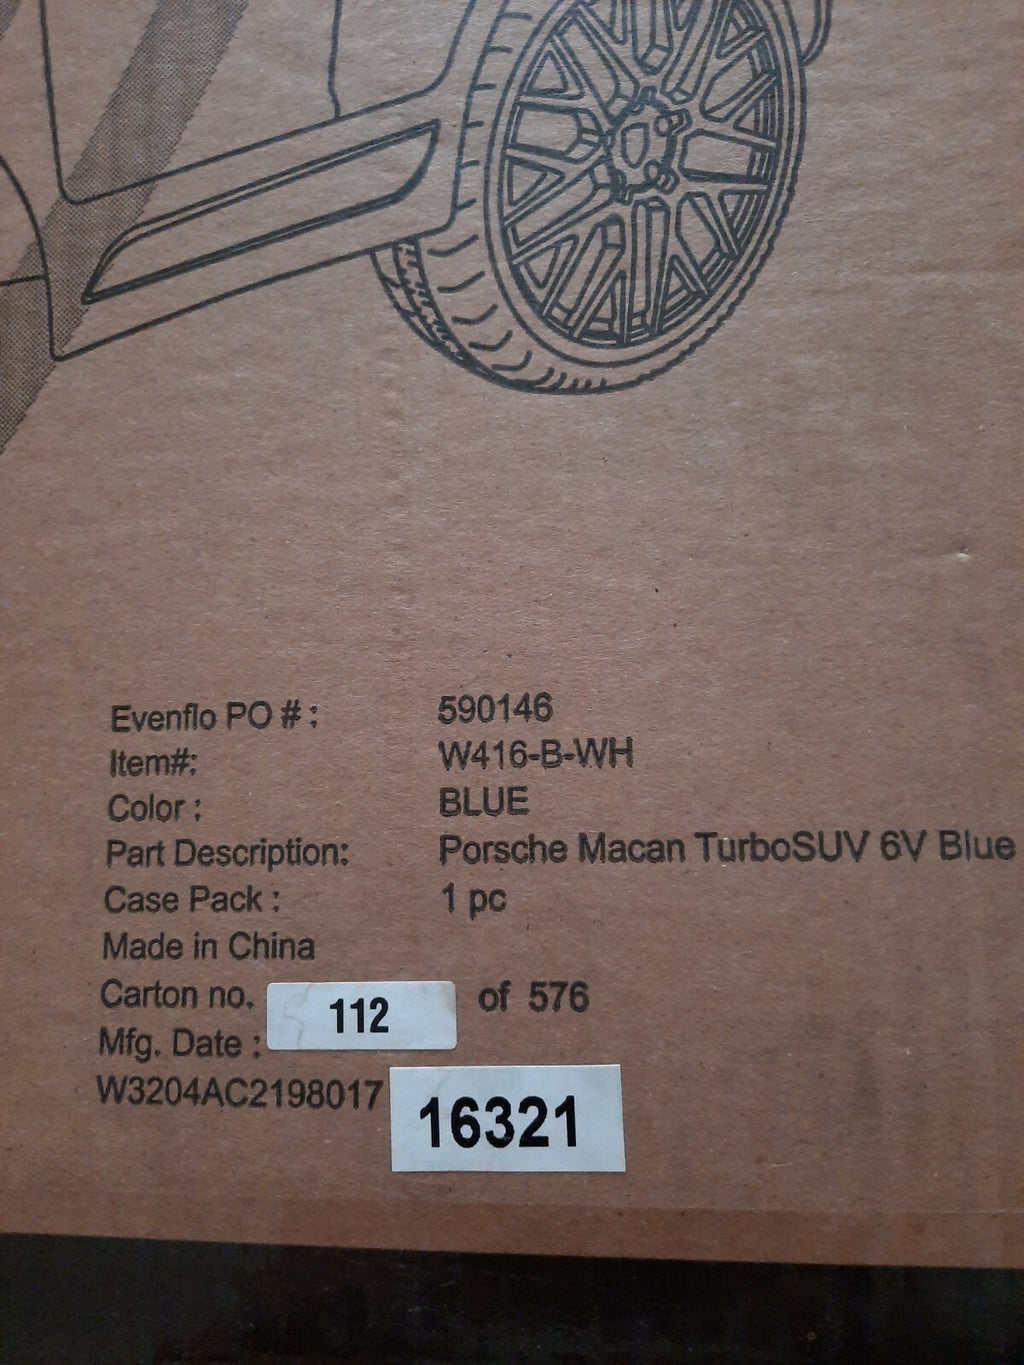 Evenflo PO # : 590146
Item#: W416-B-WH
Color : BLUE
Part Description: Porsche Macan TurboSUV 6V Blue
Case Pack : 1 pc
Made in China
Carton no. 112 of 576
Mfg. Date :
W3204AC2198017 16321